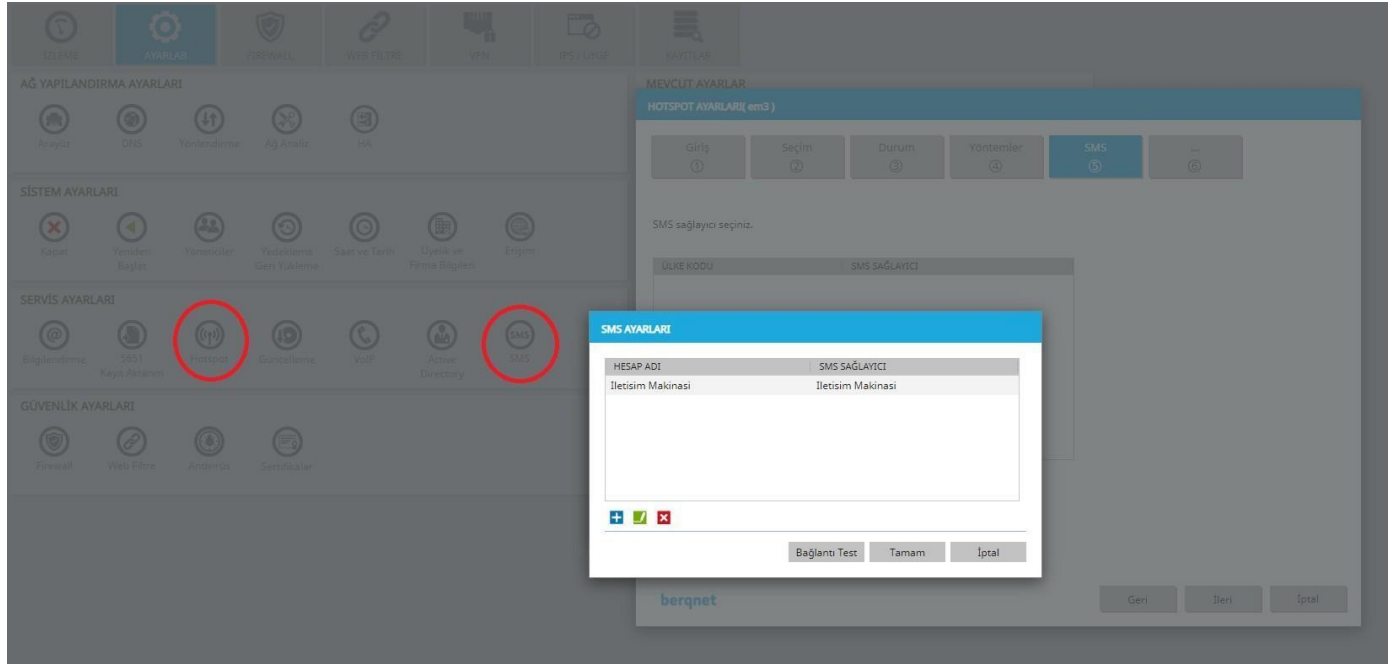 İZLEME
AYARLAR
FIREWALL
WEB FİLTRE
VPN
IPS / UYGF
KAYITLAR
AĞ YAPILANDIRMA AYARLARI
Arayüz
DNS
Yönlendirme
Ağ Analiz
HA
SİSTEM AYARLARI
Kapat
Yeniden
Başlat
Yöneticiler
Yedekleme
Geri Yükleme
Saat ve Tarih
Üyelik ve
Firma Bilgileri
Erişim
SERVİS AYARLARI
Bilgilendirme
5651
Kayıt Aktarım
Hotspot
Güncelleme
VoIP
Active
Directory
SMS
SMS
GÜVENLİK AYARLARI
Firewall
Web Filtre
Antivirüs
Sertifikalar
MEVCUT AYARLAR
HOTSPOT AYARLARI( em3 )
Giriş
①
Seçim
②
Durum
③
Yöntemler
④
SMS
⑤
...
⑥
SMS sağlayıcı seçiniz.
ÜLKE KODU SMS SAĞLAYICI
SMS AYARLARI
HESAP ADI SMS SAĞLAYICI
Iletisim Makinasi Iletisim Makinasi
Bağlantı Test Tamam İptal
berqnet
Geri İleri İptal